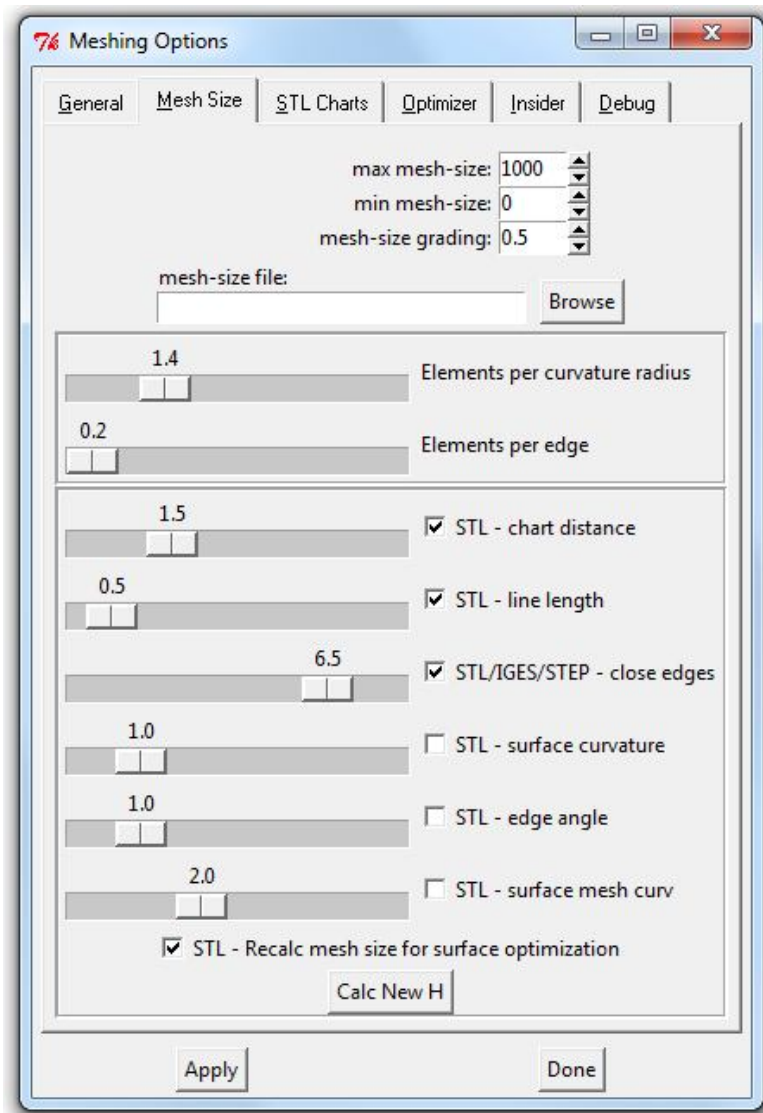 Meshing Options
General Mesh Size STL Charts Optimizer Insider Debug
max mesh-size: 1000
min mesh-size: 0
mesh-size grading: 0.5
mesh-size file:
Browse
1.4
Elements per curvature radius
0.2
Elements per edge
1.5
STL - chart distance
0.5
STL - line length
6.5
STL/IGES/STEP - close edges
1.0
STL - surface curvature
1.0
STL - edge angle
2.0
STL - surface mesh curv
STL - Recalc mesh size for surface optimization
Calc New H
Apply Done